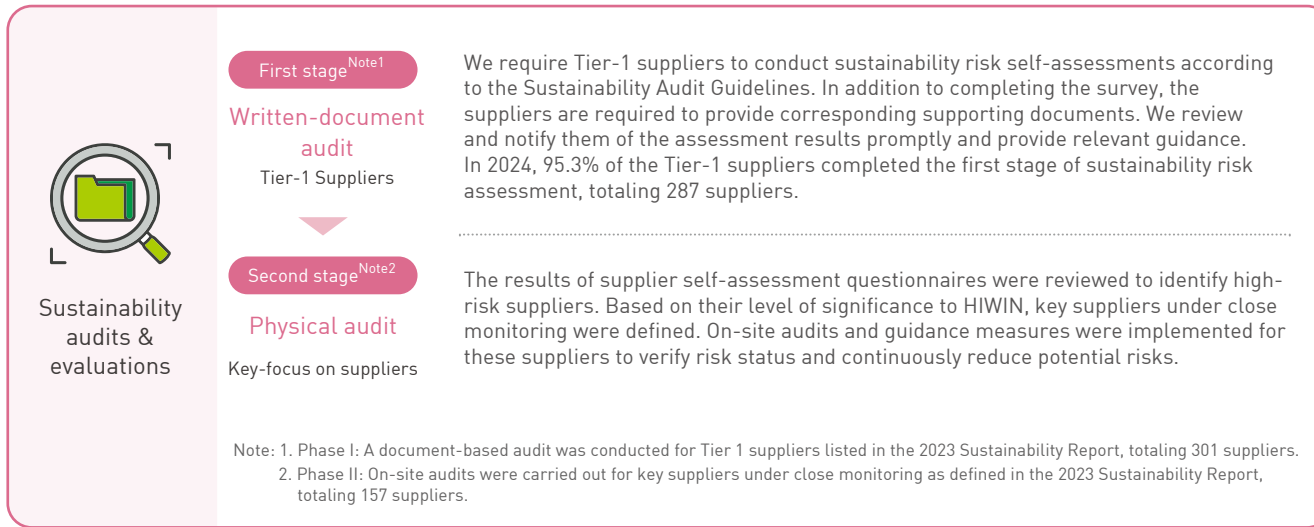 Sustainability
audits &
evaluations
First stage Note1
Written-document
audit
Tier-1 Suppliers
We require Tier-1 suppliers to conduct sustainability risk self-assessments according
to the Sustainability Audit Guidelines. In addition to completing the survey, the
suppliers are required to provide corresponding supporting documents. We review
and notify them of the assessment results promptly and provide relevant guidance.
In 2024, 95.3% of the Tier-1 suppliers completed the first stage of sustainability risk
assessment, totaling 287 suppliers.
Second stage Note2
Physical audit
Key-focus on suppliers
The results of supplier self-assessment questionnaires were reviewed to identify high-
risk suppliers. Based on their level of significance to HIWIN, key suppliers under close
monitoring were defined. On-site audits and guidance measures were implemented for
these suppliers to verify risk status and continuously reduce potential risks.
Note: 1. Phase I: A document-based audit was conducted for Tier 1 suppliers listed in the 2023 Sustainability Report, totaling 301 suppliers.
2. Phase II: On-site audits were carried out for key suppliers under close monitoring as defined in the 2023 Sustainability Report,
totaling 157 suppliers.